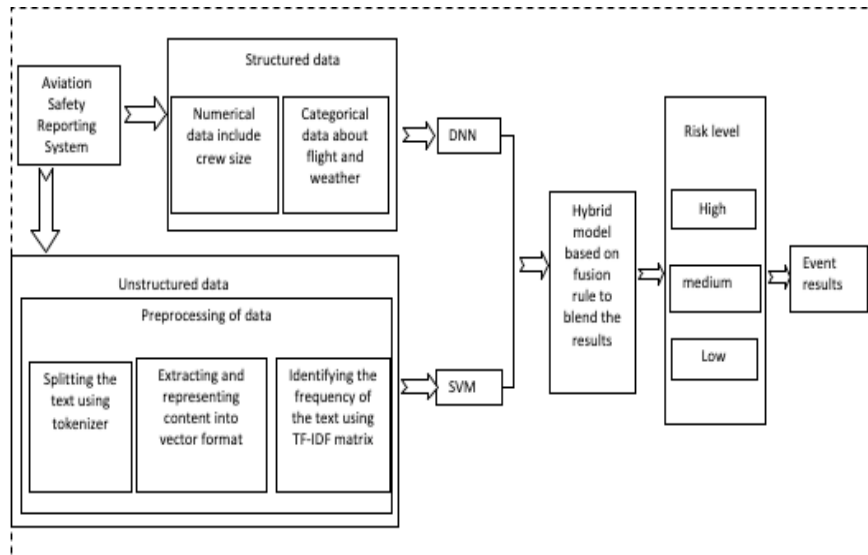 Aviation
Safety
Reporting
System
Structured data
Numerical
data include
crew size
Categorical
data about
flight and
weather
DNN
Unstructured data
Preprocessing of data
Splitting the
text using
tokenizer
Extracting and
representing
content into
vector format
Identifying the
frequency of
the text using
TF-IDF matrix
SVM
Hybrid
model
based on
fusion
rule to
blend the
results
Risk level
High
medium
Low
Event
results